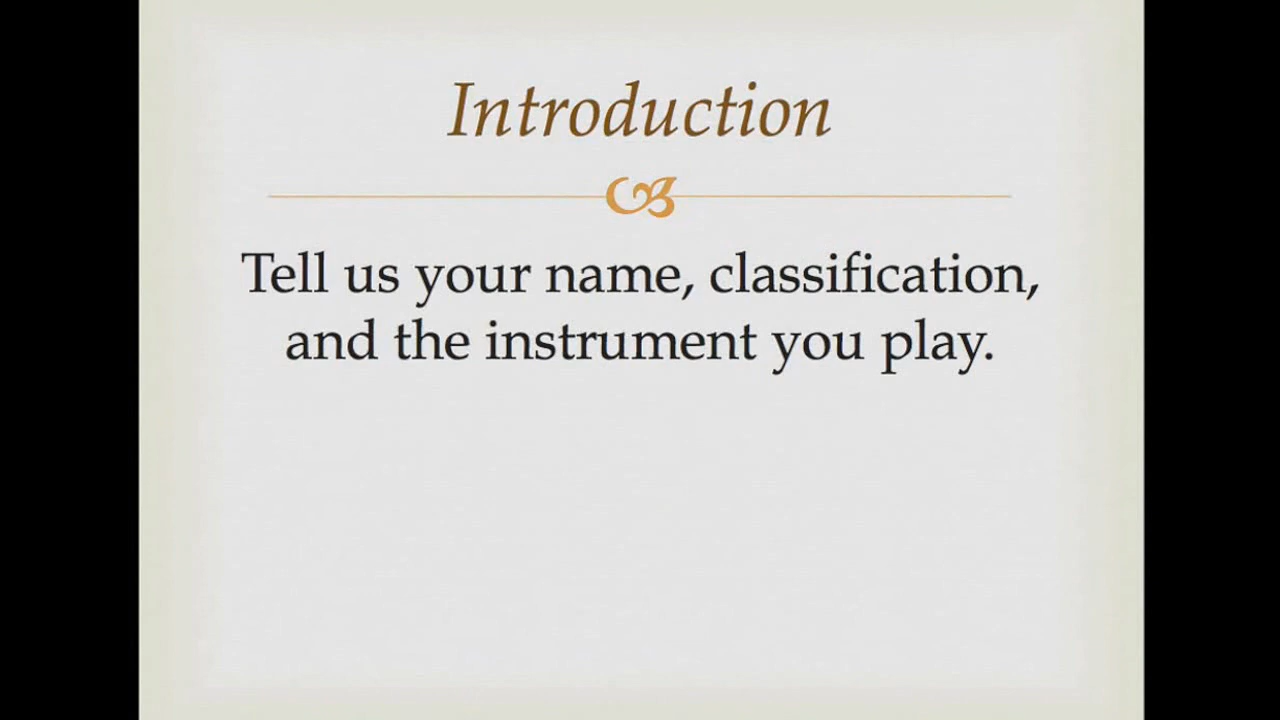 Introduction
Tell us your name, classification,
and the instrument you play.